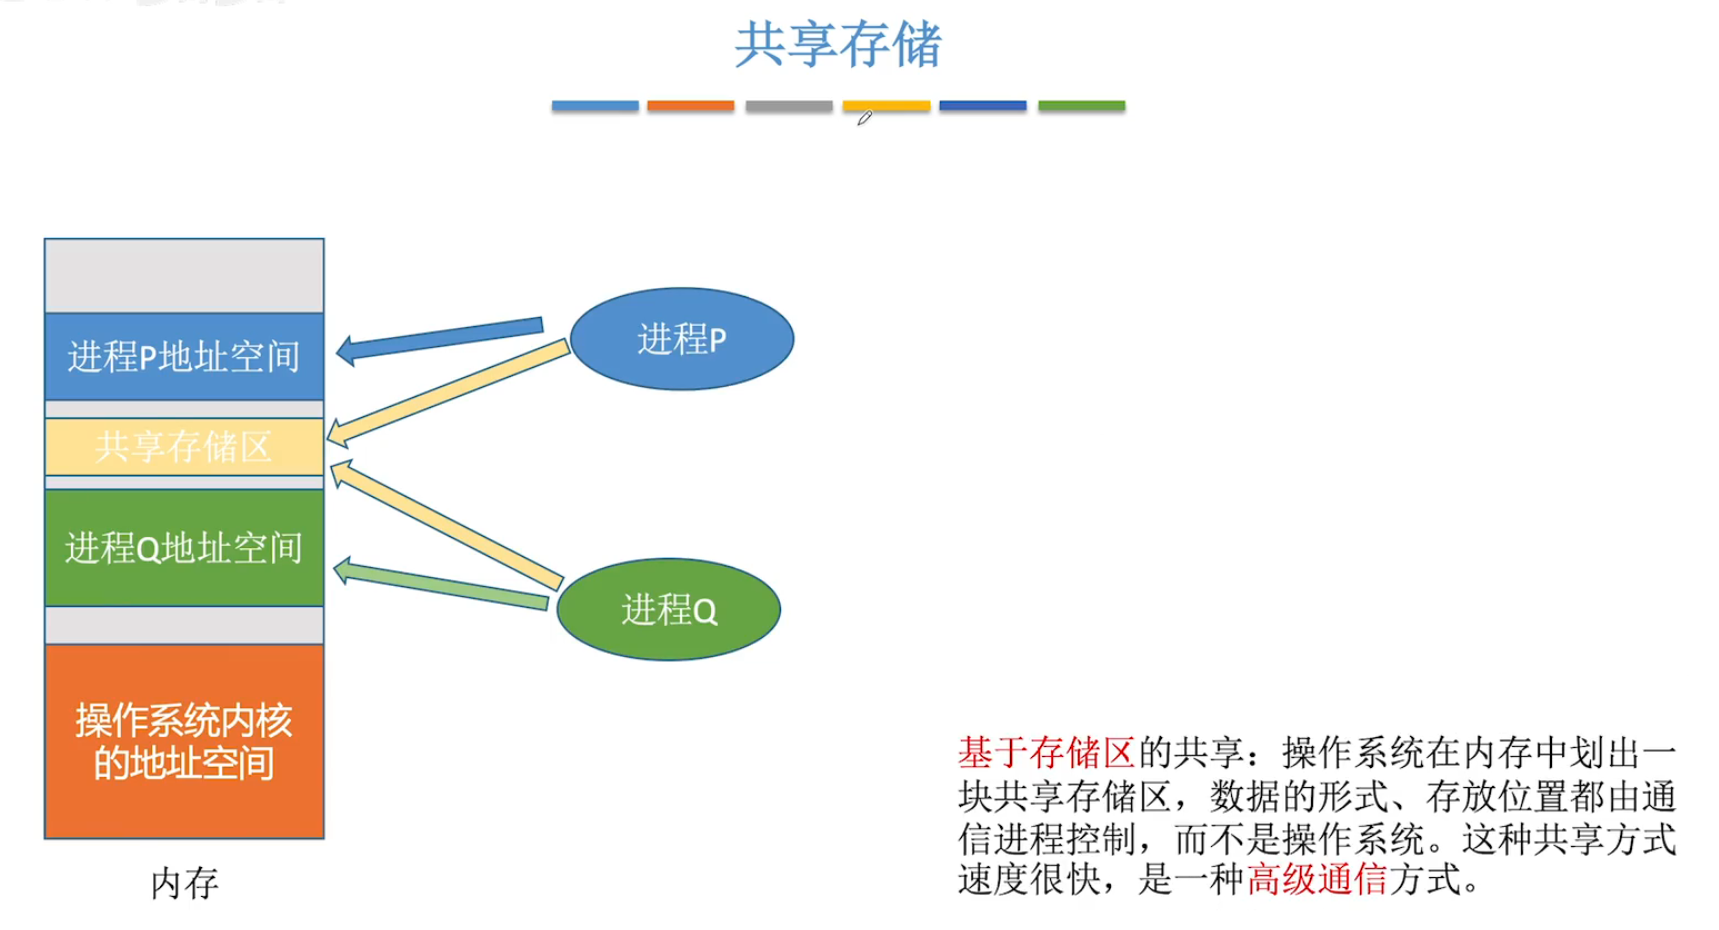 共享存储
进程P地址空间
共享存储区
进程Q地址空间
操作系统内核
的地址空间
内存
进程P
进程Q
基于存储区的共享：操作系统在内存中划出一
块共享存储区，数据的形式、存放位置都由通
信进程控制，而不是操作系统。这种共享方式
速度很快，是一种高级通信方式。